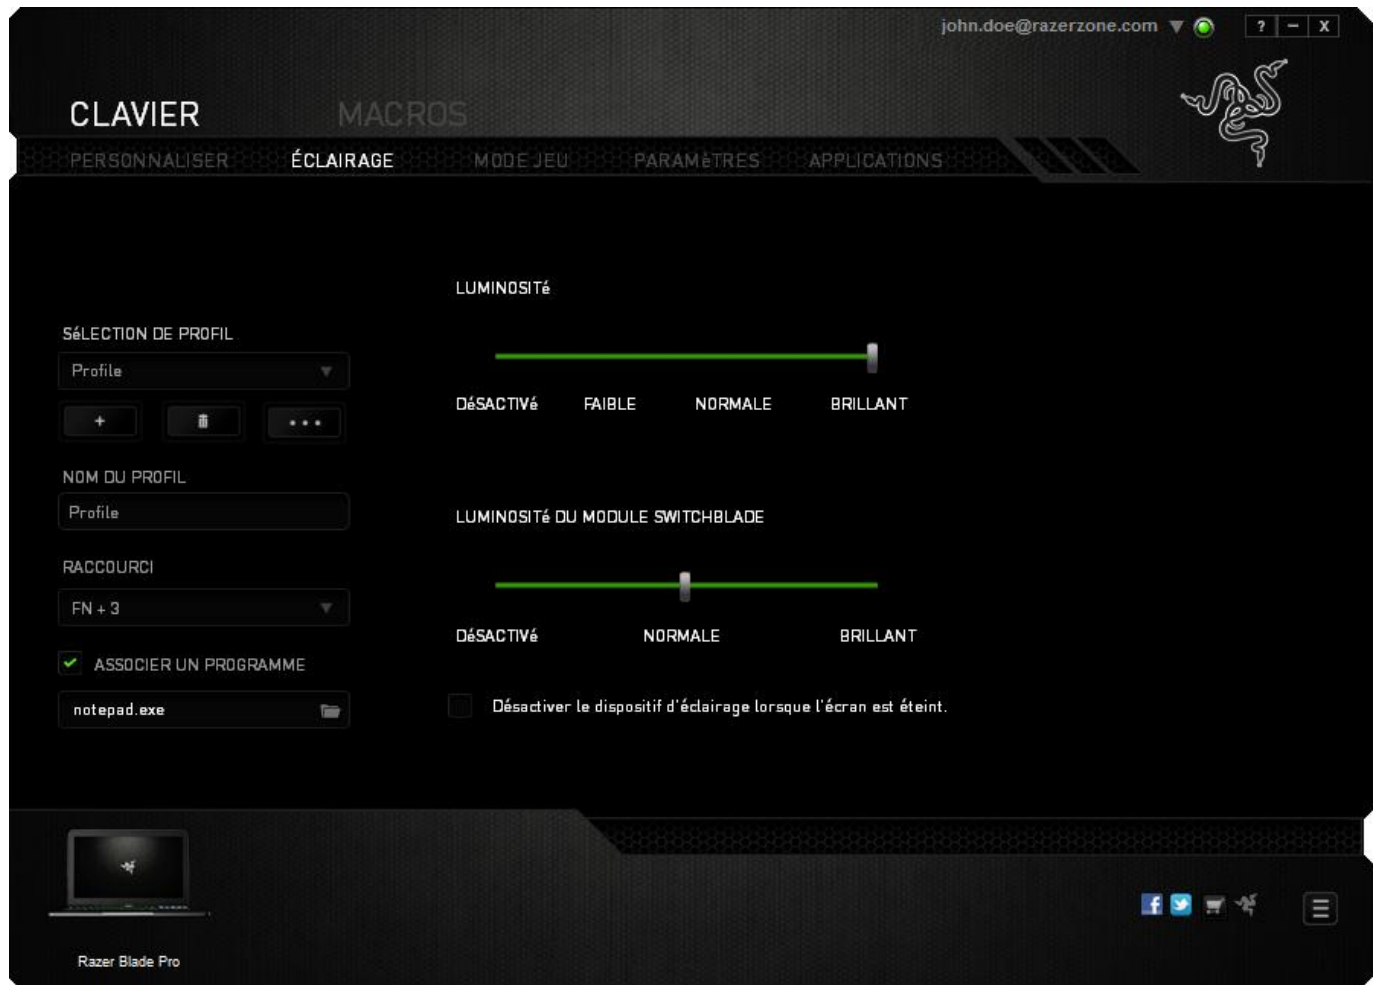 john.doe@razerzone.com
? – X
CLAVIER MACROS
PERSONNALISER ÉCLAIRAGE MODE JEU PARAMèTRES APPLICATIONS
LUMINOSITé
DéSACTIVé FAIBLE NORMALE BRILLANT
SéLECTION DE PROFIL
Profile
+ •••
NOM DU PROFIL
Profile
RACCOURCI
FN + 3
ASSOCIER UN PROGRAMME
notepad.exe
LUMINOSITé DU MODULE SWITCHBLADE
DéSACTIVé NORMALE BRILLANT
Désactiver le dispositif d'éclairage lorsque l'écran est éteint.
Razer Blade Pro